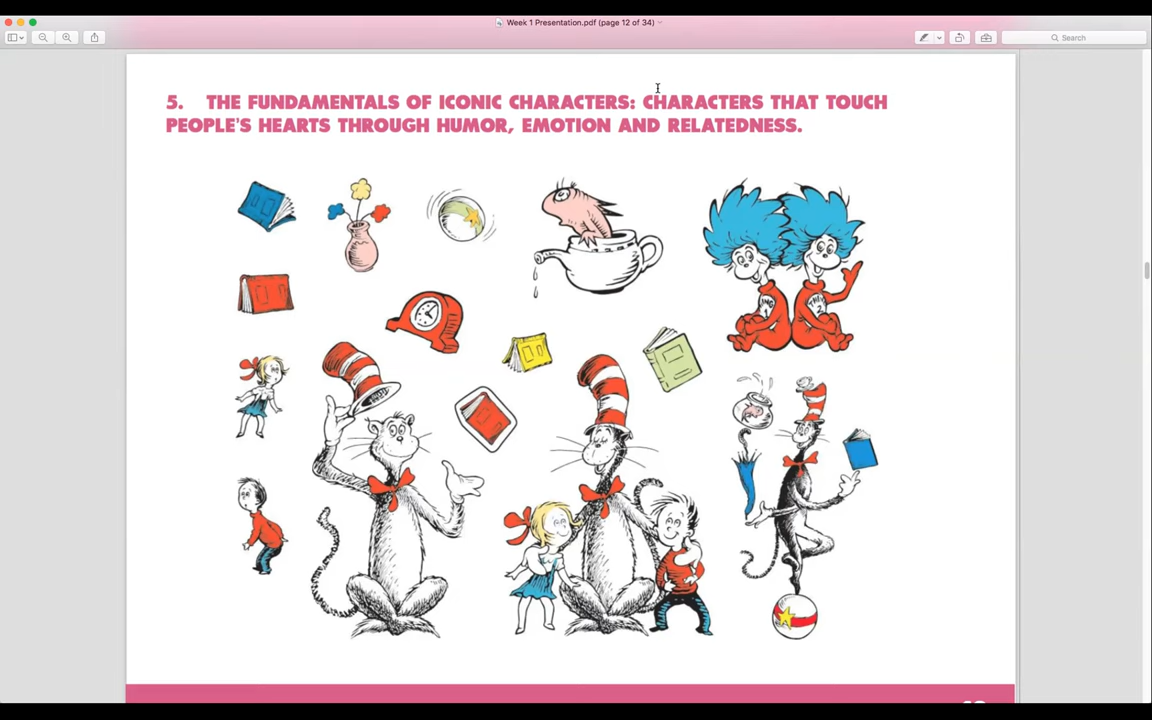 Week 1 Presentation.pdf (page 12 of 34)
Search
5. THE FUNDAMENTALS OF ICONIC CHARACTERS: CHARACTERS THAT TOUCH
PEOPLE'S HEARTS THROUGH HUMOR, EMOTION AND RELATEDNESS.